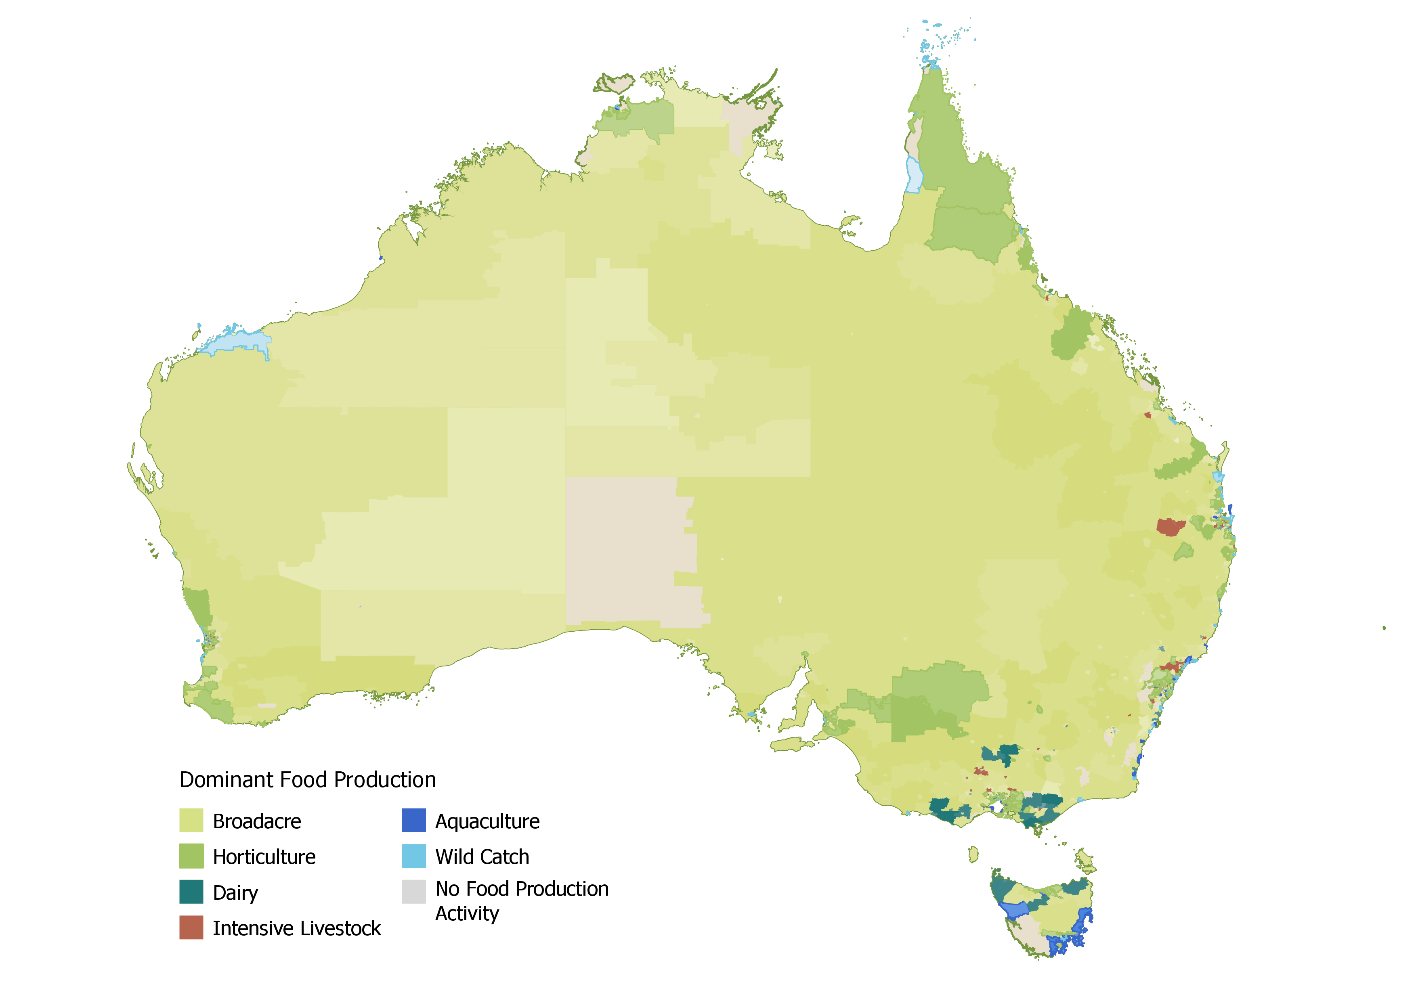 Dominant Food Production
Broadacre
Horticulture
Dairy
Intensive Livestock
Aquaculture
Wild Catch
No Food Production
Activity